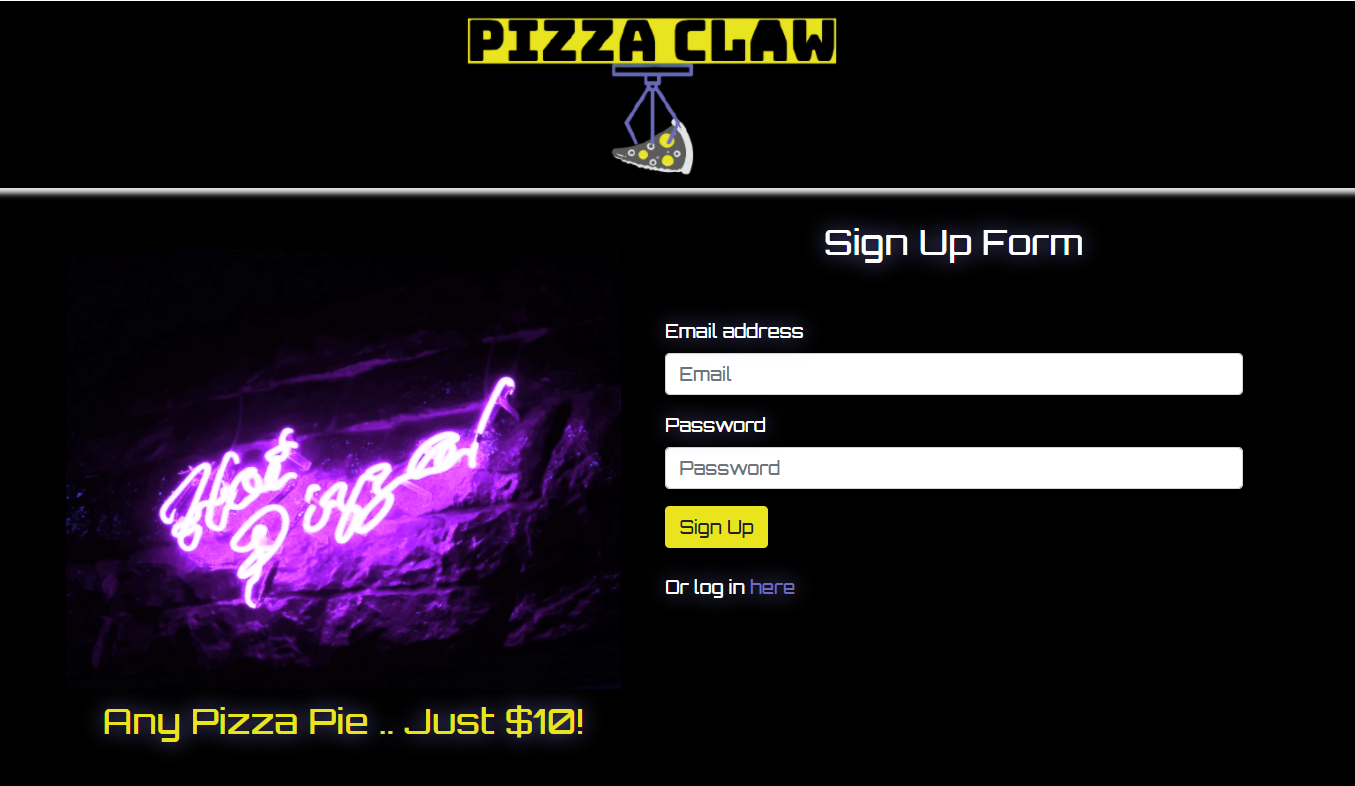 PIZZA CLAW
Hot
Pizza!
Any Pizza Pie .. Just $10!
Sign Up Form
Email address
Email
Password
Password
Sign Up
Or log in here